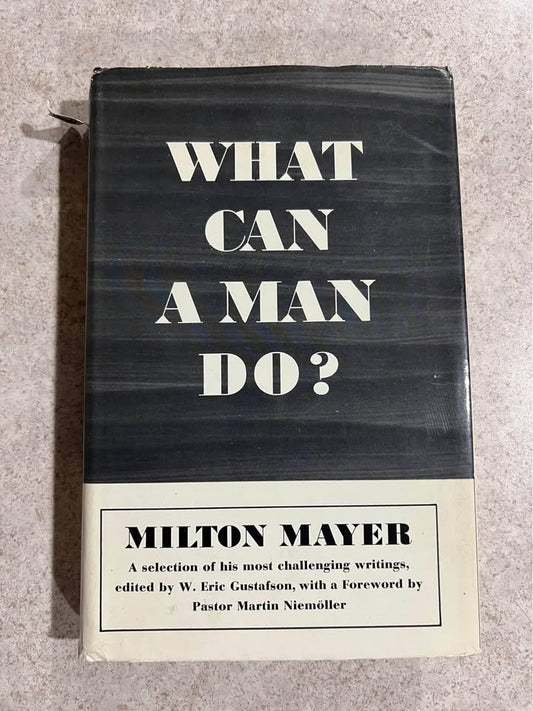 WHAT
CAN
A MAN
DO?
MILTON MAYER
A selection of his most challenging writings,
edited by W. Eric Gustafson, with a Foreword by
Pastor Martin Niemöller